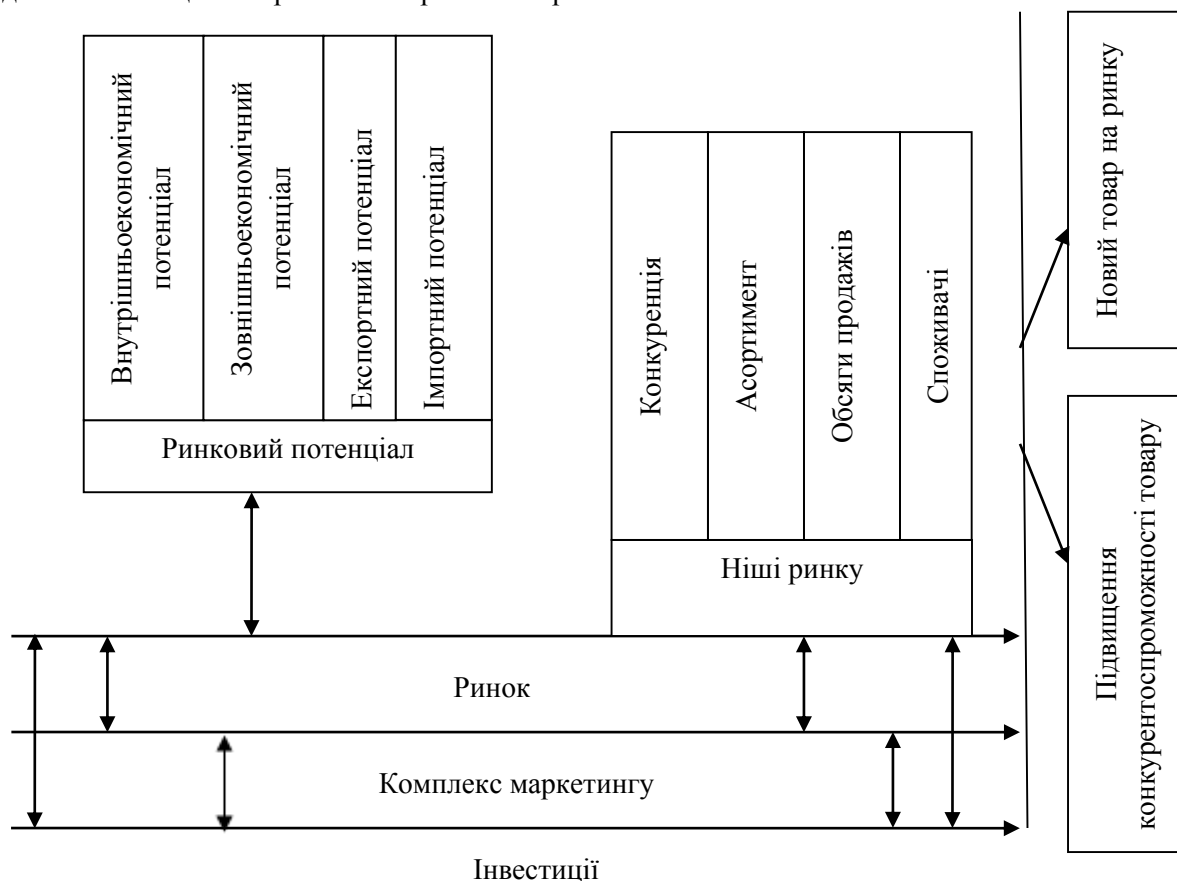 Внутрішньоекономічний
потенціал
Зовнішньоекономічний
потенціал
Експортний потенціал
Імпортний потенціал
Ринковий потенціал
Конкуренція
Асортимент
Обсяги продажів
Споживачі
Ніші ринку
Новий товар на ринку
Підвищення
конкурентоспроможності товару
Ринок
Комплекс маркетингу
Інвестиції